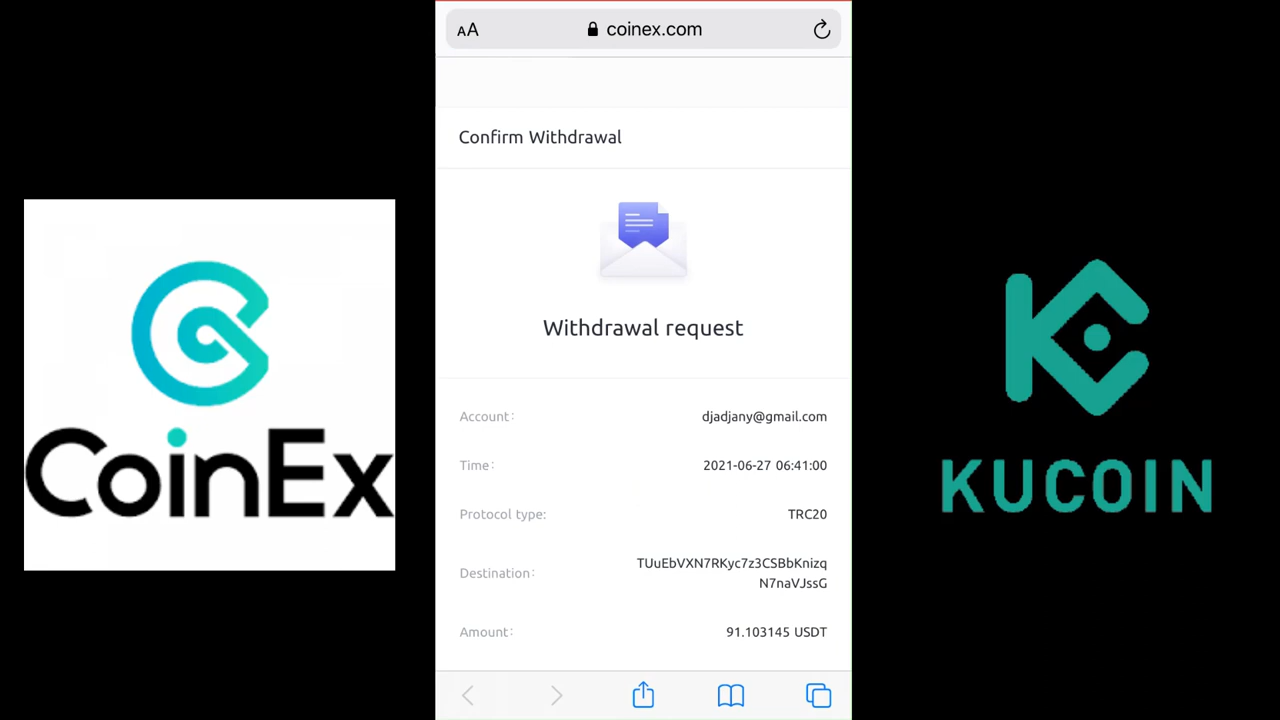 AA coinex.com
Confirm Withdrawal
Withdrawal request
Account: djadjany@gmail.com
Time: 2021-06-27 06:41:00
Protocol type: TRC20
Destination: TUuEbVXN7RKyc7z3CSBbKnizq
N7naVJssG
Amount: 91.103145 USDT
CoinEx
KUCOIN